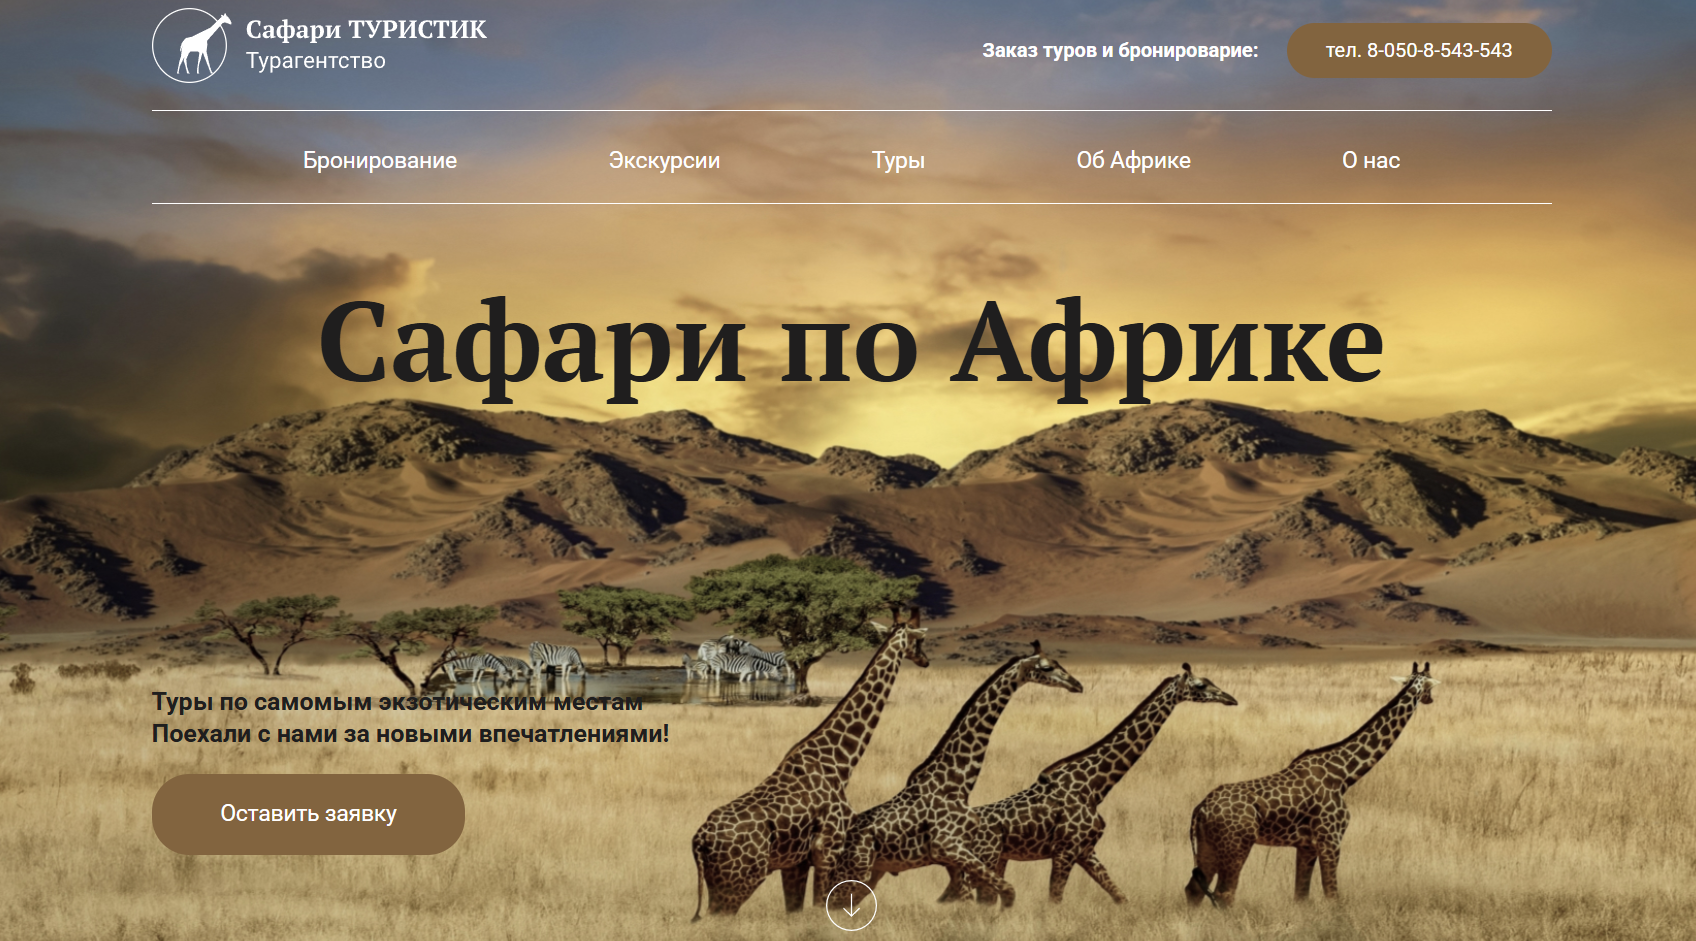 Сафари ТУРИСТИК
Турагентство
Заказ туров и бронироварие:
тел. 8-050-8-543-543
Бронирование
Экскурсии
Туры
Об Африке
О нас
Сафари по Африке
Туры по самомым экзотическим местам
Поехали с нами за новыми впечатлениями!
Оставить заявку